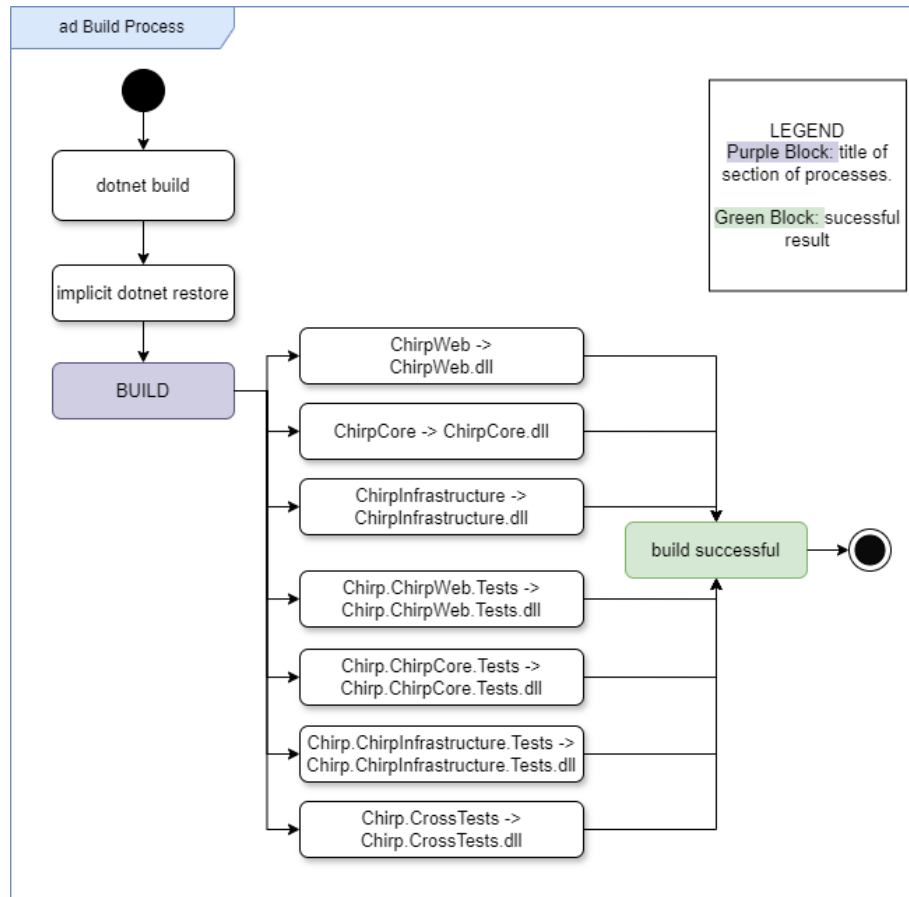 ad Build Process
LEGEND
Purple Block: title of
section of processes.
Green Block: sucessful
result
dotnet build
implicit dotnet restore
BUILD
ChirpWeb ->
ChirpWeb.dll
ChirpCore -> ChirpCore.dll
ChirpInfrastructure ->
ChirpInfrastructure.dll
Chirp.ChirpWeb.Tests ->
Chirp.ChirpWeb.Tests.dll
Chirp.ChirpCore.Tests ->
Chirp.ChirpCore.Tests.dll
Chirp.ChirpInfrastructure.Tests ->
Chirp.ChirpInfrastructure.Tests.dll
Chirp.CrossTests ->
Chirp.CrossTests.dll
build successful